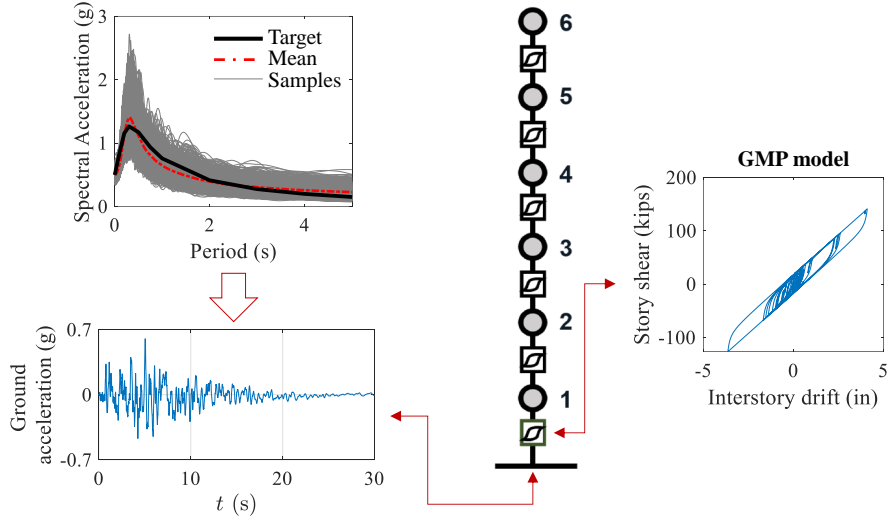 3
2
1
0
Spectral Acceleration (g)
Target
Mean
Samples
0
2
4
Period (s)
0.7
0
-0.7
Ground
acceleration (g)
0
10
20
30
t (s)
6
5
4
3
2
1
GMP model
200
100
0
-100
Story shear (kips)
-5
0
5
Interstory drift (in)